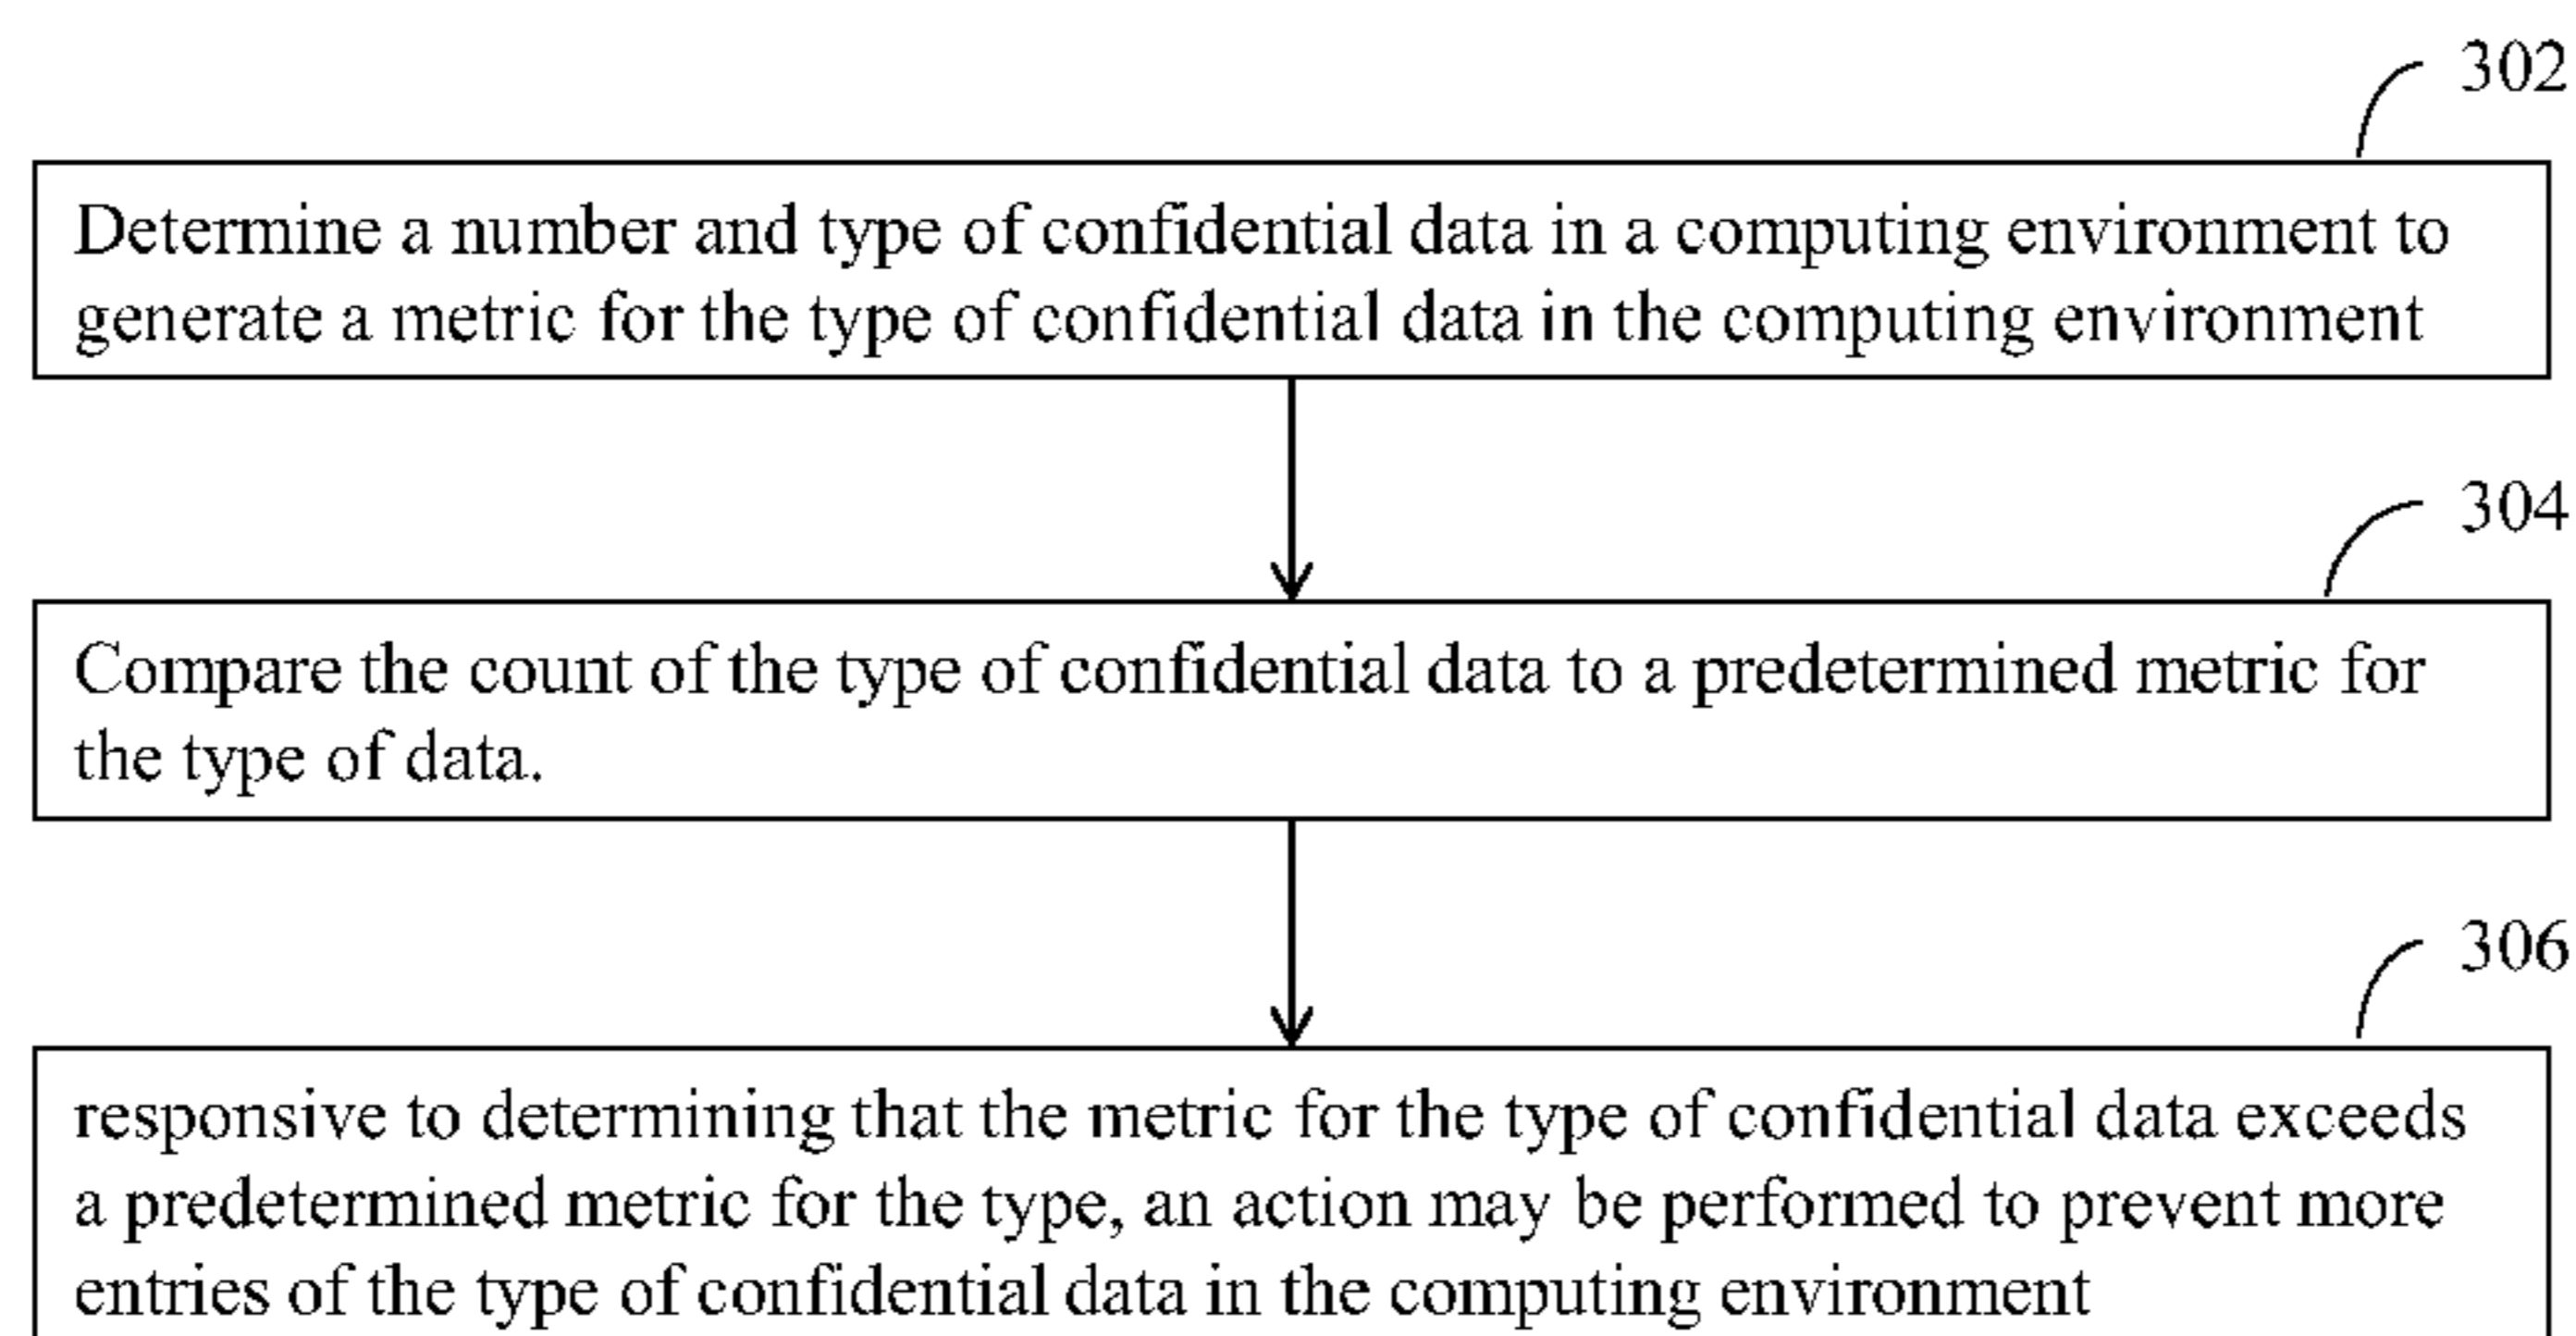 302
Determine a number and type of confidential data in a computing environment to
generate a metric for the type of confidential data in the computing environment
304
Compare the count of the type of confidential data to a predetermined metric for
the type of data.
306
responsive to determining that the metric for the type of confidential data exceeds
a predetermined metric for the type, an action may be performed to prevent more
entries of the type of confidential data in the computing environment